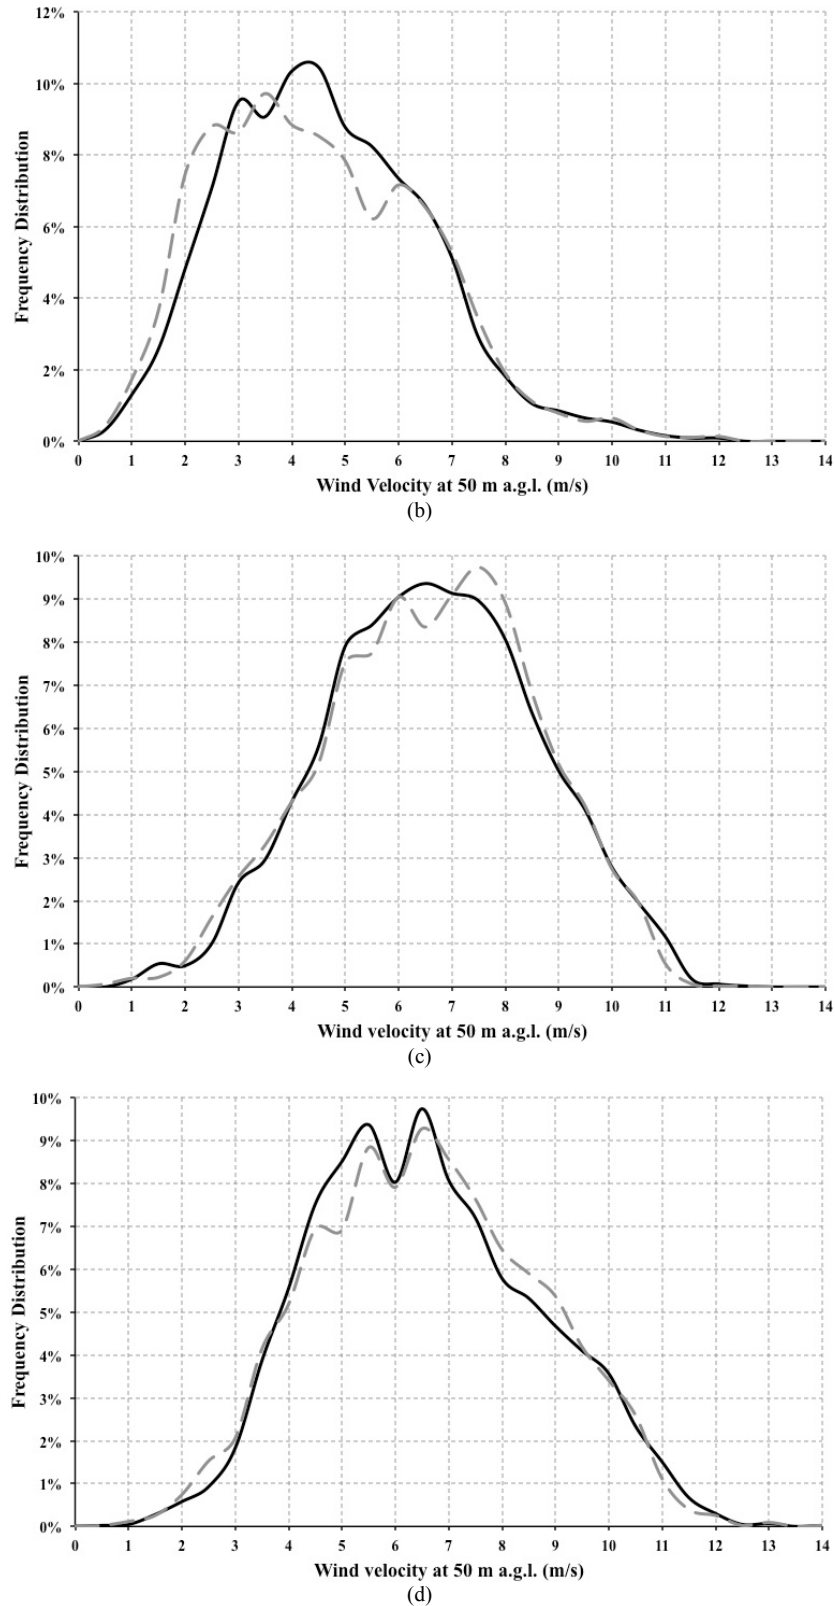 12%
10%
8%
6%
4%
2%
0%
Frequency Distribution
0 1 2 3 4 5 6 7 8 9 10 11 12 13 14
Wind Velocity at 50 m a.g.l. (m/s)
(b)
10%
9%
8%
7%
6%
5%
4%
3%
2%
1%
0%
Frequency Distribution
0 1 2 3 4 5 6 7 8 9 10 11 12 13 14
Wind velocity at 50 m a.g.l. (m/s)
(c)
10%
9%
8%
7%
6%
5%
4%
3%
2%
1%
0%
Frequency Distribution
0 1 2 3 4 5 6 7 8 9 10 11 12 13 14
Wind velocity at 50 m a.g.l. (m/s)
(d)